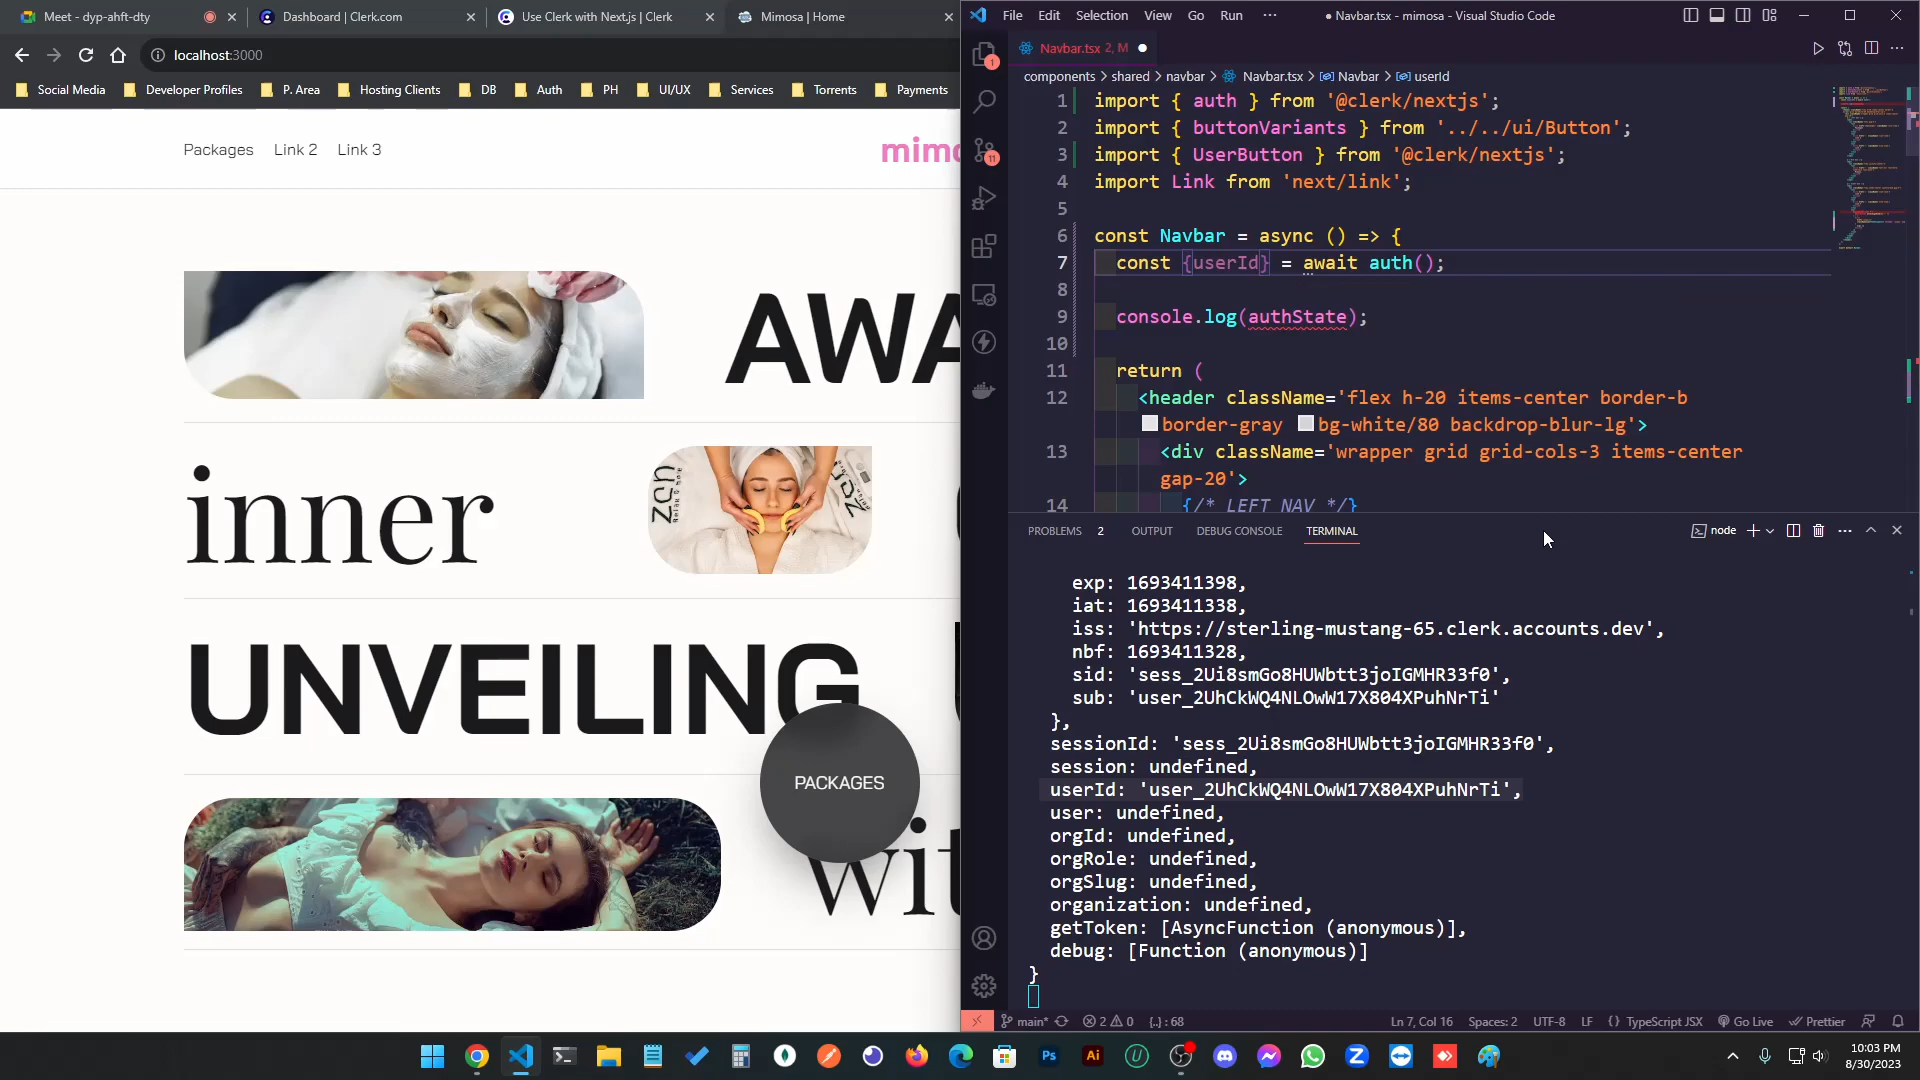 Meet - dyp-ahft-dty
Dashboard | Clerk.com
Use Clerk with Next.js | Clerk
Mimosa | Home
localhost:3000
Social Media
Developer Profiles
P. Area
Hosting Clients
DB
Auth
PH
UI/UX
Services
Torrents
Payments
Packages Link 2 Link 3
inner
UNVEILING
PACKAGES
File Edit Selection View Go Run ···
● Navbar.tsx - mimosa - Visual Studio Code
Navbar.tsx 2, M
components > shared > navbar > Navbar.tsx > Navbar > userId
1 import { auth } from '@clerk/nextjs';
2 import { buttonVariants } from '../../ui/Button';
3 import { UserButton } from '@clerk/nextjs';
4 import Link from 'next/link';
5
6 const Navbar = async () => {
7 const {userId} = await auth();
8
9 console.log(authState);
10
11 return (
12 <header className='flex h-20 items-center border-b
border-gray bg-white/80 backdrop-blur-lg'>
13 <div className='wrapper grid grid-cols-3 items-center
gap-20'>
14 {/* LEFT NAV */}
1
11
PROBLEMS 2 OUTPUT DEBUG CONSOLE TERMINAL
node
exp: 1693411398,
iat: 1693411338,
iss: 'https://sterling-mustang-65.clerk.accounts.dev',
nbf: 1693411328,
sid: 'sess_2Ui8smGo8HUWbtt3joIGMHR33f0',
sub: 'user_2UhCkWQ4NLOwW17X804XPuhNrTi'
},
sessionId: 'sess_2Ui8smGo8HUWbtt3joIGMHR33f0',
session: undefined,
userId: 'user_2UhCkWQ4NLOwW17X804XPuhNrTi',
user: undefined,
orgId: undefined,
orgRole: undefined,
orgSlug: undefined,
organization: undefined,
getToken: [AsyncFunction (anonymous)],
debug: [Function (anonymous)]
}
main* 2 0 {..} : 68
Ln 7, Col 16 Spaces: 2 UTF-8 LF {} TypeScript JSX Go Live Prettier
Ps
Ai
10:03 PM
8/30/2023